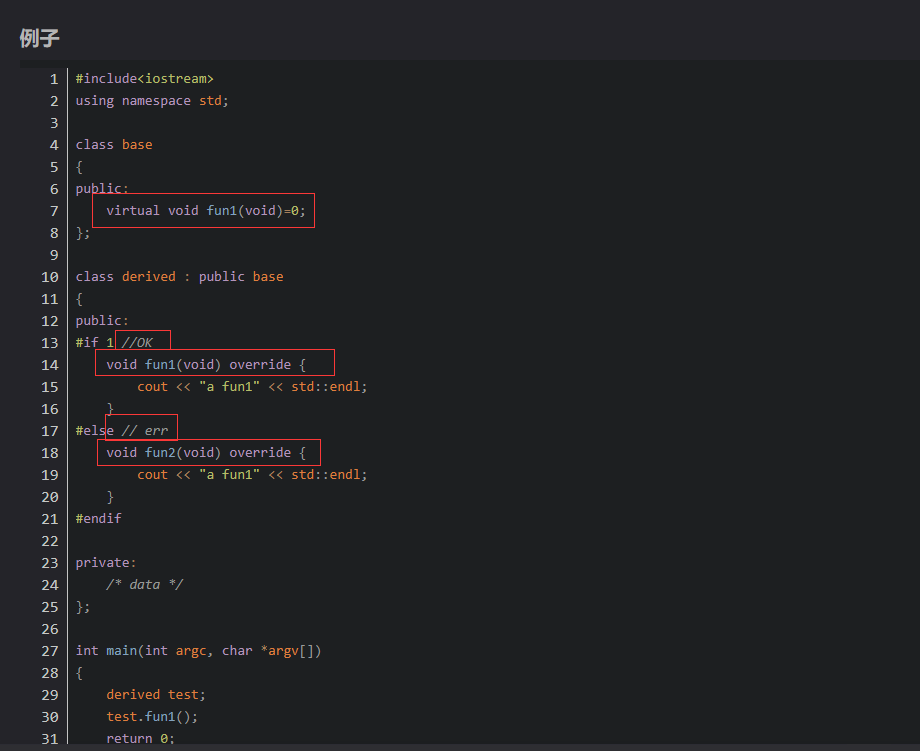 例子
1 #include<iostream>
2 using namespace std;
3
4 class base
5 {
6 public:
7     virtual void fun1(void)=0;
8 };
9
10 class derived : public base
11 {
12 public:
13 #if 1 //OK
14     void fun1(void) override {
15         cout << "a fun1" << std::endl;
16     }
17 #else // err
18     void fun2(void) override {
19         cout << "a fun1" << std::endl;
20     }
21 #endif
22
23 private:
24     /* data */
25 };
26
27 int main(int argc, char *argv[])
28 {
29     derived test;
30     test.fun1();
31     return 0;